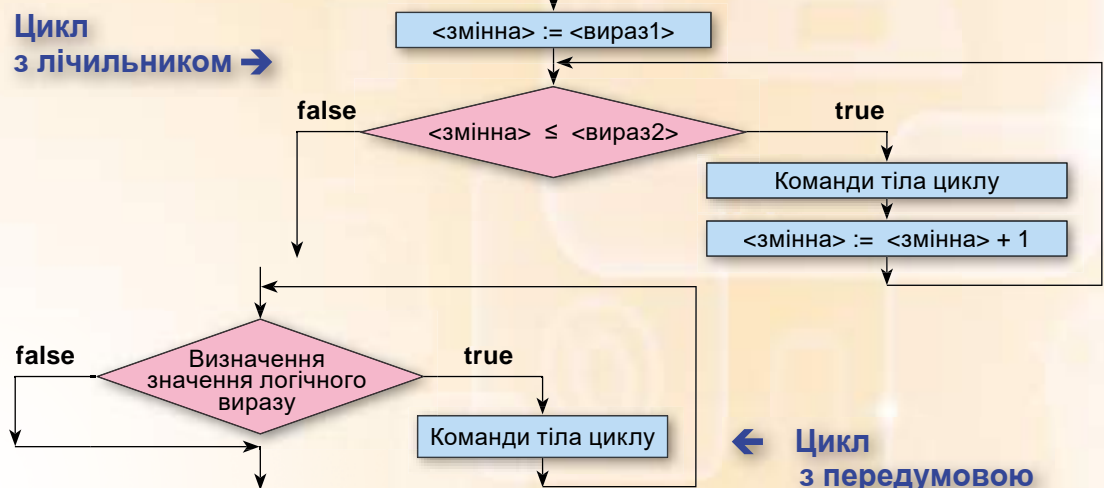 Цикл
з лічильником →
<змінна> := <вираз1>
false
<змінна> ≤ <вираз2>
true
Команди тіла циклу
<змінна> := <змінна> + 1
false
Визначення
значення логічного
виразу
true
Команди тіла циклу
← Цикл
з передумовою